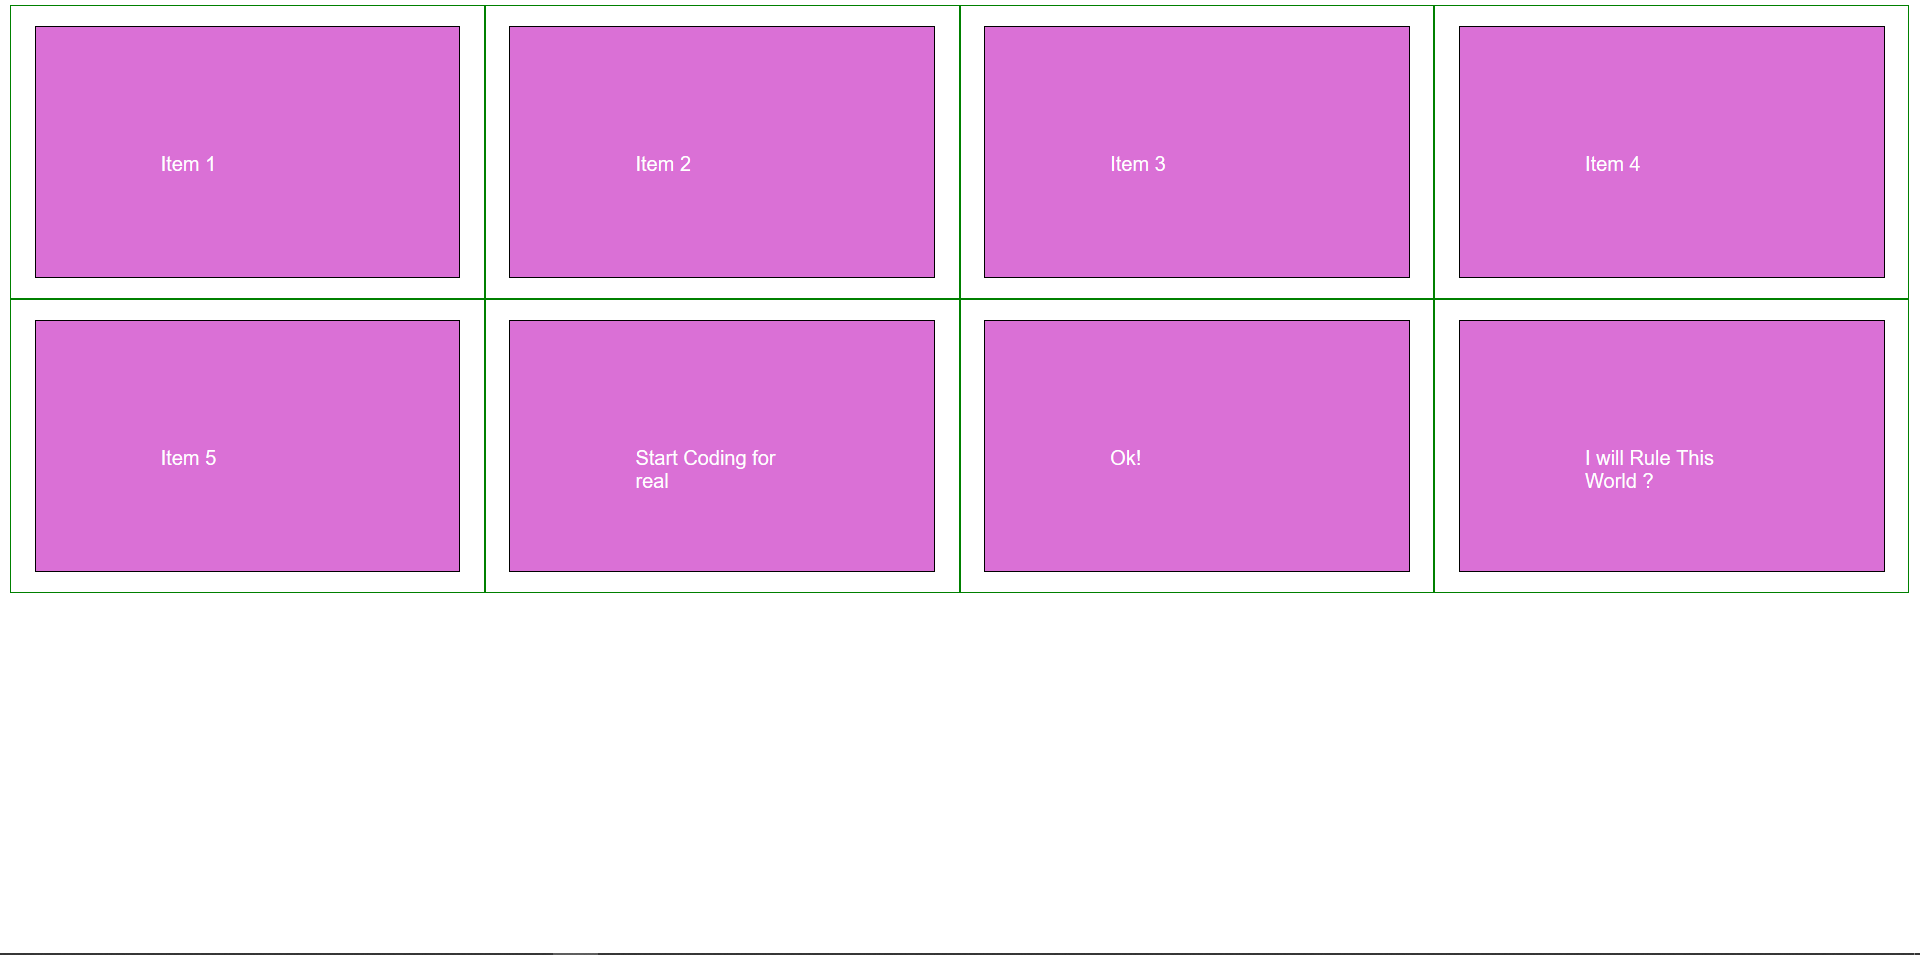 Item 1
Item 2
Item 3
Item 4
Item 5
Start Coding for
real
Ok!
I will Rule This
World ?